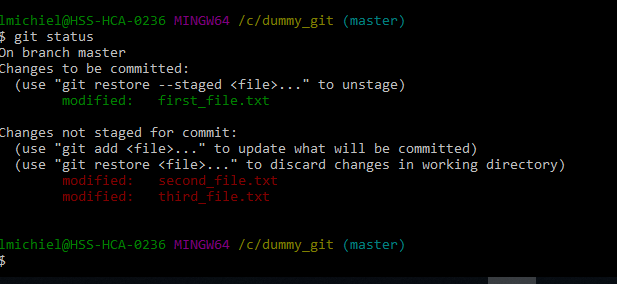 lmichiel@HSS-HCA-0236 MINGW64 /c/dummy_git (master)
$ git status
On branch master
Changes to be committed:
  (use "git restore --staged <file>..." to unstage)
        modified:   first_file.txt

Changes not staged for commit:
  (use "git add <file>..." to update what will be committed)
  (use "git restore <file>..." to discard changes in working directory)
        modified:   second_file.txt
        modified:   third_file.txt


lmichiel@HSS-HCA-0236 MINGW64 /c/dummy_git (master)
$